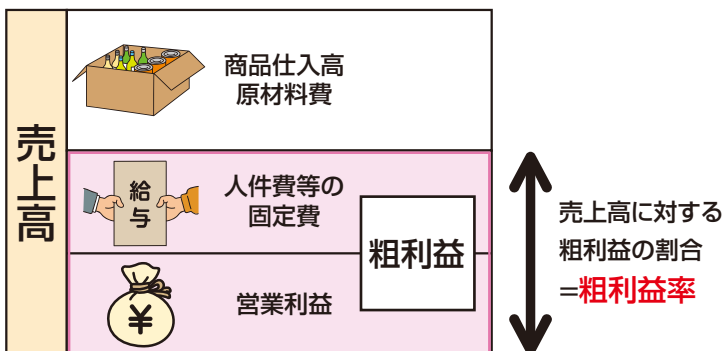 売上高
商品仕入高
原材料費
給与
人件費等の
固定費
粗利益
¥
営業利益
売上高に対する
粗利益の割合
=粗利益率